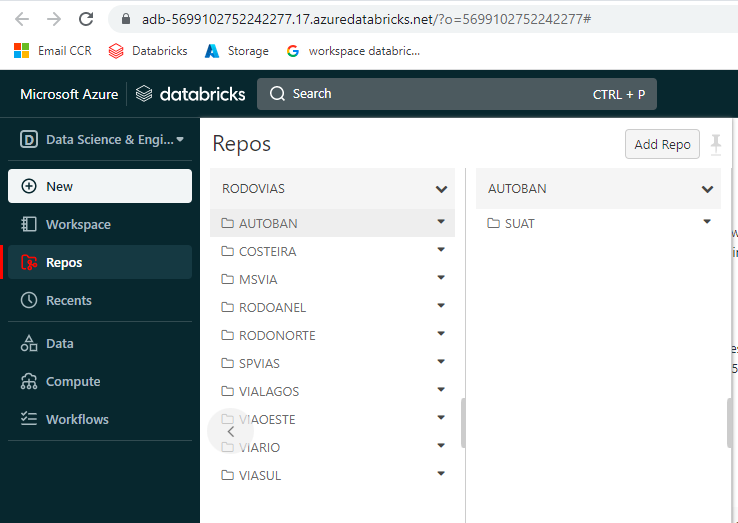 adb-5699102752242277.17.azuredatabricks.net/?o=5699102752242277#
Email CCR Databricks Storage workspace databric...
Microsoft Azure databricks Search CTRL + P
D Data Science & Engi...
New
Workspace
Repos
Recents
Data
Compute
Workflows
Repos Add Repo
RODOVIAS
AUTOBAN
COSTEIRA
MSVIA
RODOANEL
RODONORTE
SPVIAS
VIALAGOS
VIAOESTE
VIARIO
VIASUL
AUTOBAN
SUAT